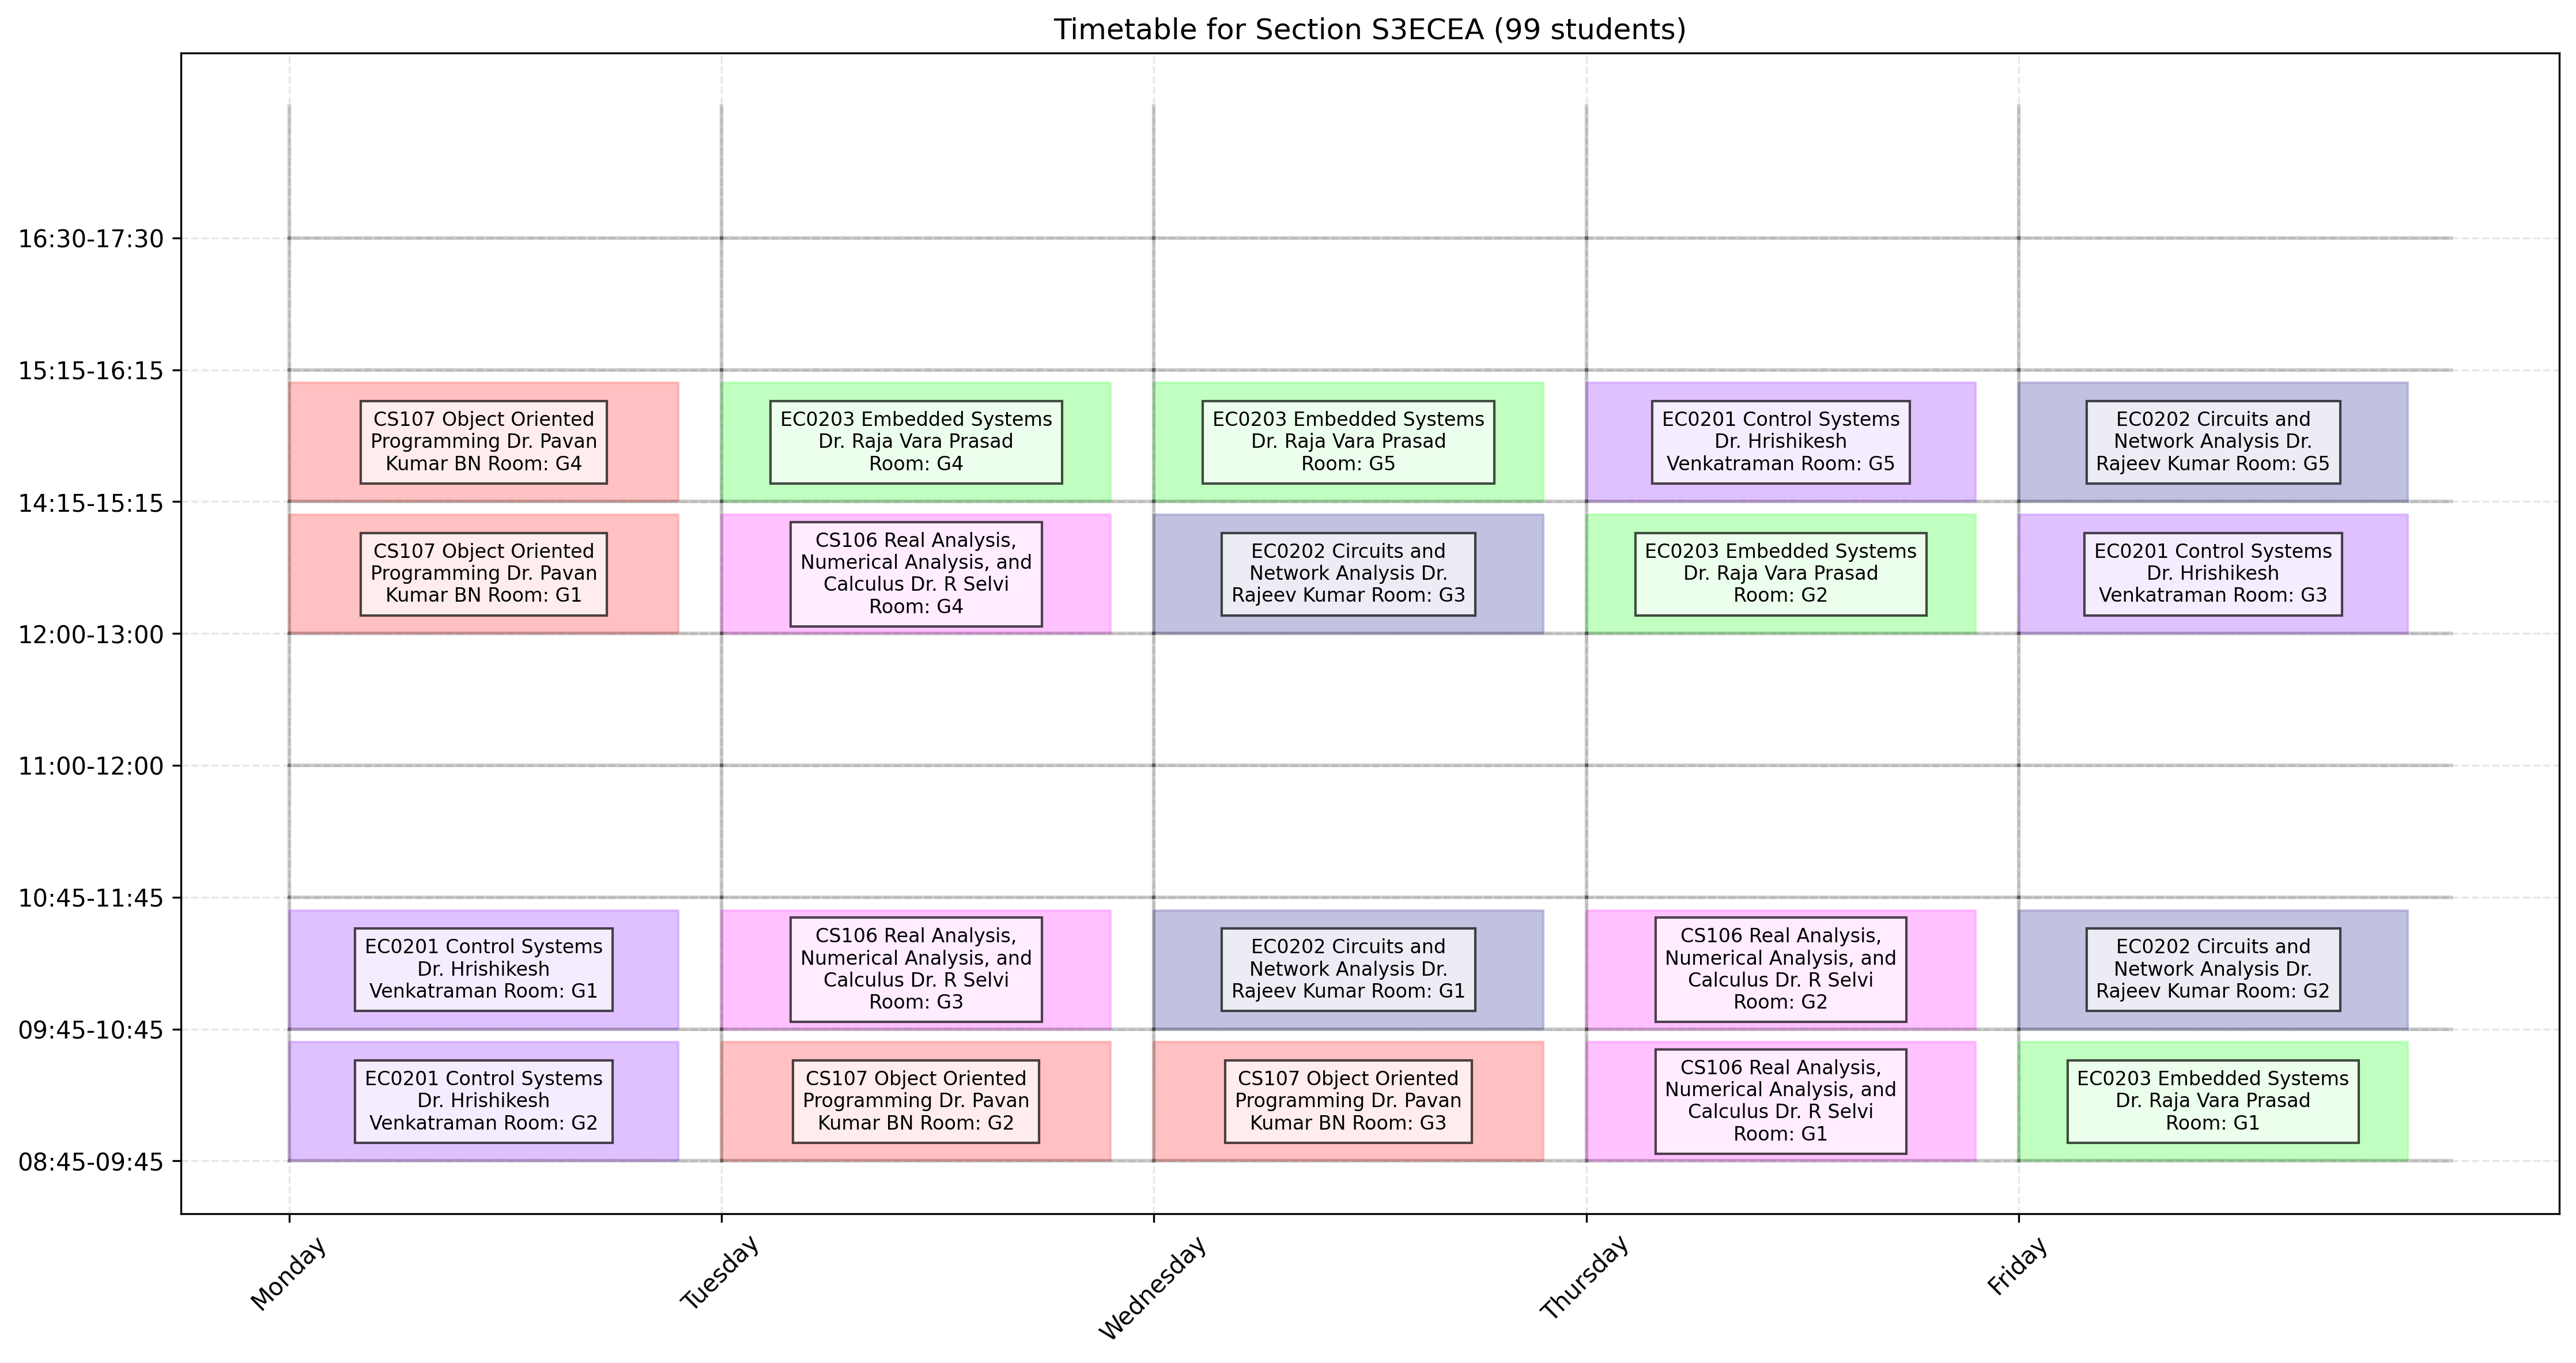 Timetable for Section S3ECEA (99 students)
16:30-17:30
15:15-16:15
14:15-15:15
CS107 Object Oriented
Programming Dr. Pavan
Kumar BN Room: G4
EC0203 Embedded Systems
Dr. Raja Vara Prasad
Room: G4
EC0203 Embedded Systems
Dr. Raja Vara Prasad
Room: G5
EC0201 Control Systems
Dr. Hrishikesh
Venkatraman Room: G5
EC0202 Circuits and
Network Analysis Dr.
Rajeev Kumar Room: G5
12:00-13:00
CS107 Object Oriented
Programming Dr. Pavan
Kumar BN Room: G1
CS106 Real Analysis,
Numerical Analysis, and
Calculus Dr. R Selvi
Room: G4
EC0202 Circuits and
Network Analysis Dr.
Rajeev Kumar Room: G3
EC0203 Embedded Systems
Dr. Raja Vara Prasad
Room: G2
EC0201 Control Systems
Dr. Hrishikesh
Venkatraman Room: G3
11:00-12:00
10:45-11:45
09:45-10:45
EC0201 Control Systems
Dr. Hrishikesh
Venkatraman Room: G1
CS106 Real Analysis,
Numerical Analysis, and
Calculus Dr. R Selvi
Room: G3
EC0202 Circuits and
Network Analysis Dr.
Rajeev Kumar Room: G1
CS106 Real Analysis,
Numerical Analysis, and
Calculus Dr. R Selvi
Room: G2
EC0202 Circuits and
Network Analysis Dr.
Rajeev Kumar Room: G2
08:45-09:45
EC0201 Control Systems
Dr. Hrishikesh
Venkatraman Room: G2
CS107 Object Oriented
Programming Dr. Pavan
Kumar BN Room: G2
CS107 Object Oriented
Programming Dr. Pavan
Kumar BN Room: G3
CS106 Real Analysis,
Numerical Analysis, and
Calculus Dr. R Selvi
Room: G1
EC0203 Embedded Systems
Dr. Raja Vara Prasad
Room: G1
Monday
Tuesday
Wednesday
Thursday
Friday